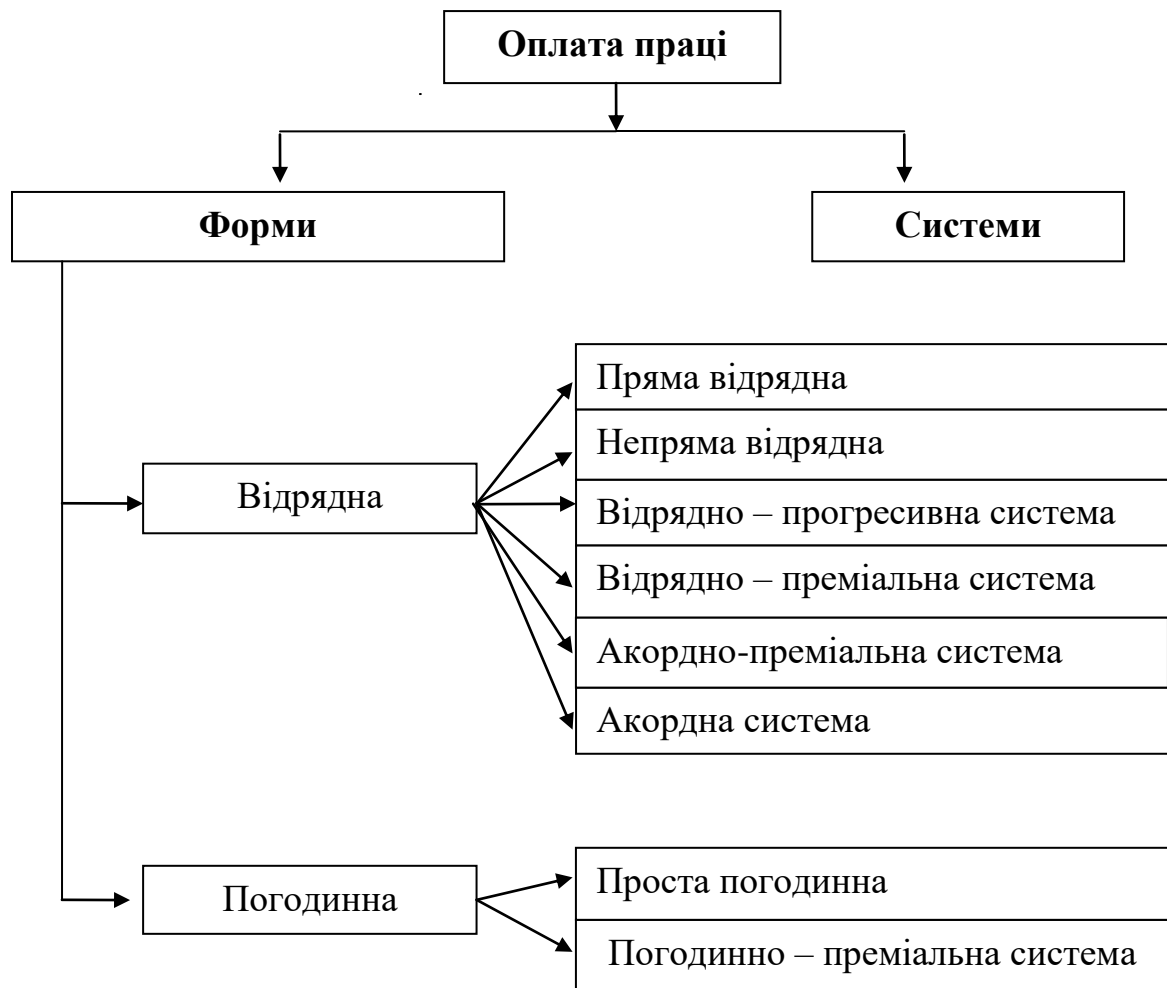 Оплата праці
Форми
Системи
Відрядна
Пряма відрядна
Непряма відрядна
Відрядно – прогресивна система
Відрядно – преміальна система
Акордно-преміальна система
Акордна система
Погодинна
Проста погодинна
Погодинно – преміальна система